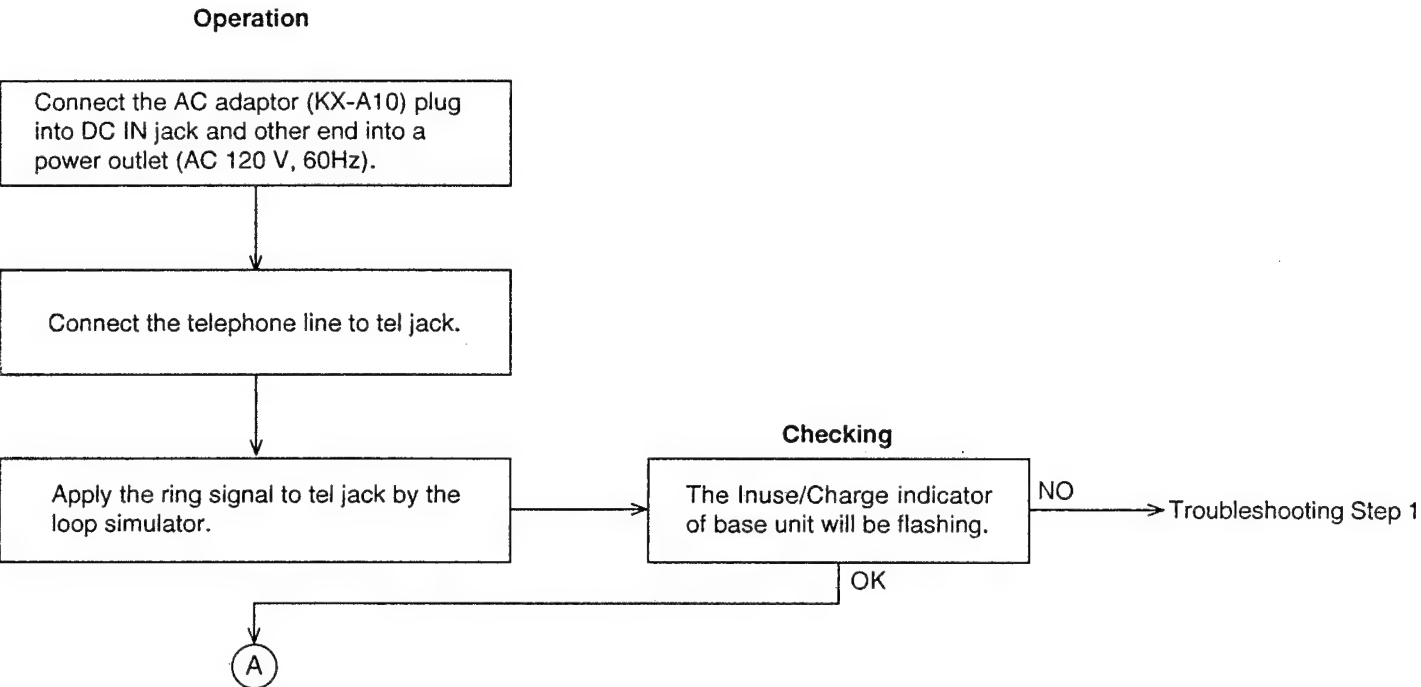 Operation
Connect the AC adaptor (KX-A10) plug
into DC IN jack and other end into a
power outlet (AC 120 V, 60Hz).
Connect the telephone line to tel jack.
Apply the ring signal to tel jack by the
loop simulator.
Checking
The Inuse/Charge indicator
of base unit will be flashing.
NO
Troubleshooting Step 1
OK
A